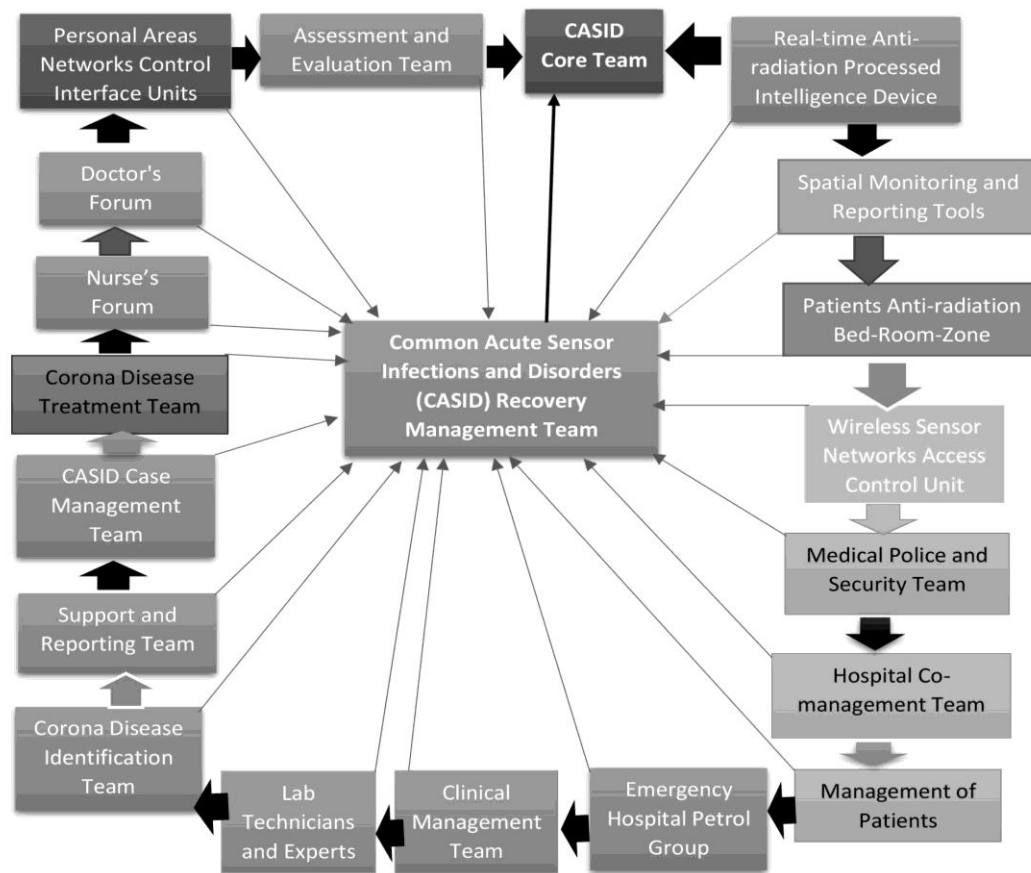 Personal Areas
Networks Control
Interface Units
Assessment and
Evaluation Team
CASID
Core Team
Real-time Anti-
radiation Processed
Intelligence Device
Doctor's
Forum
Spatial Monitoring and
Reporting Tools
Nurse’s
Forum
Patients Anti-radiation
Bed-Room-Zone
Common Acute Sensor
Infections and Disorders
(CASID) Recovery
Management Team
Corona Disease
Treatment Team
Wireless Sensor
Networks Access
Control Unit
CASID Case
Management
Team
Medical Police and
Security Team
Support and
Reporting Team
Hospital Co-
management Team
Corona Disease
Identification
Team
Lab
Technicians
and Experts
Clinical
Management
Team
Emergency
Hospital Petrol
Group
Management of
Patients